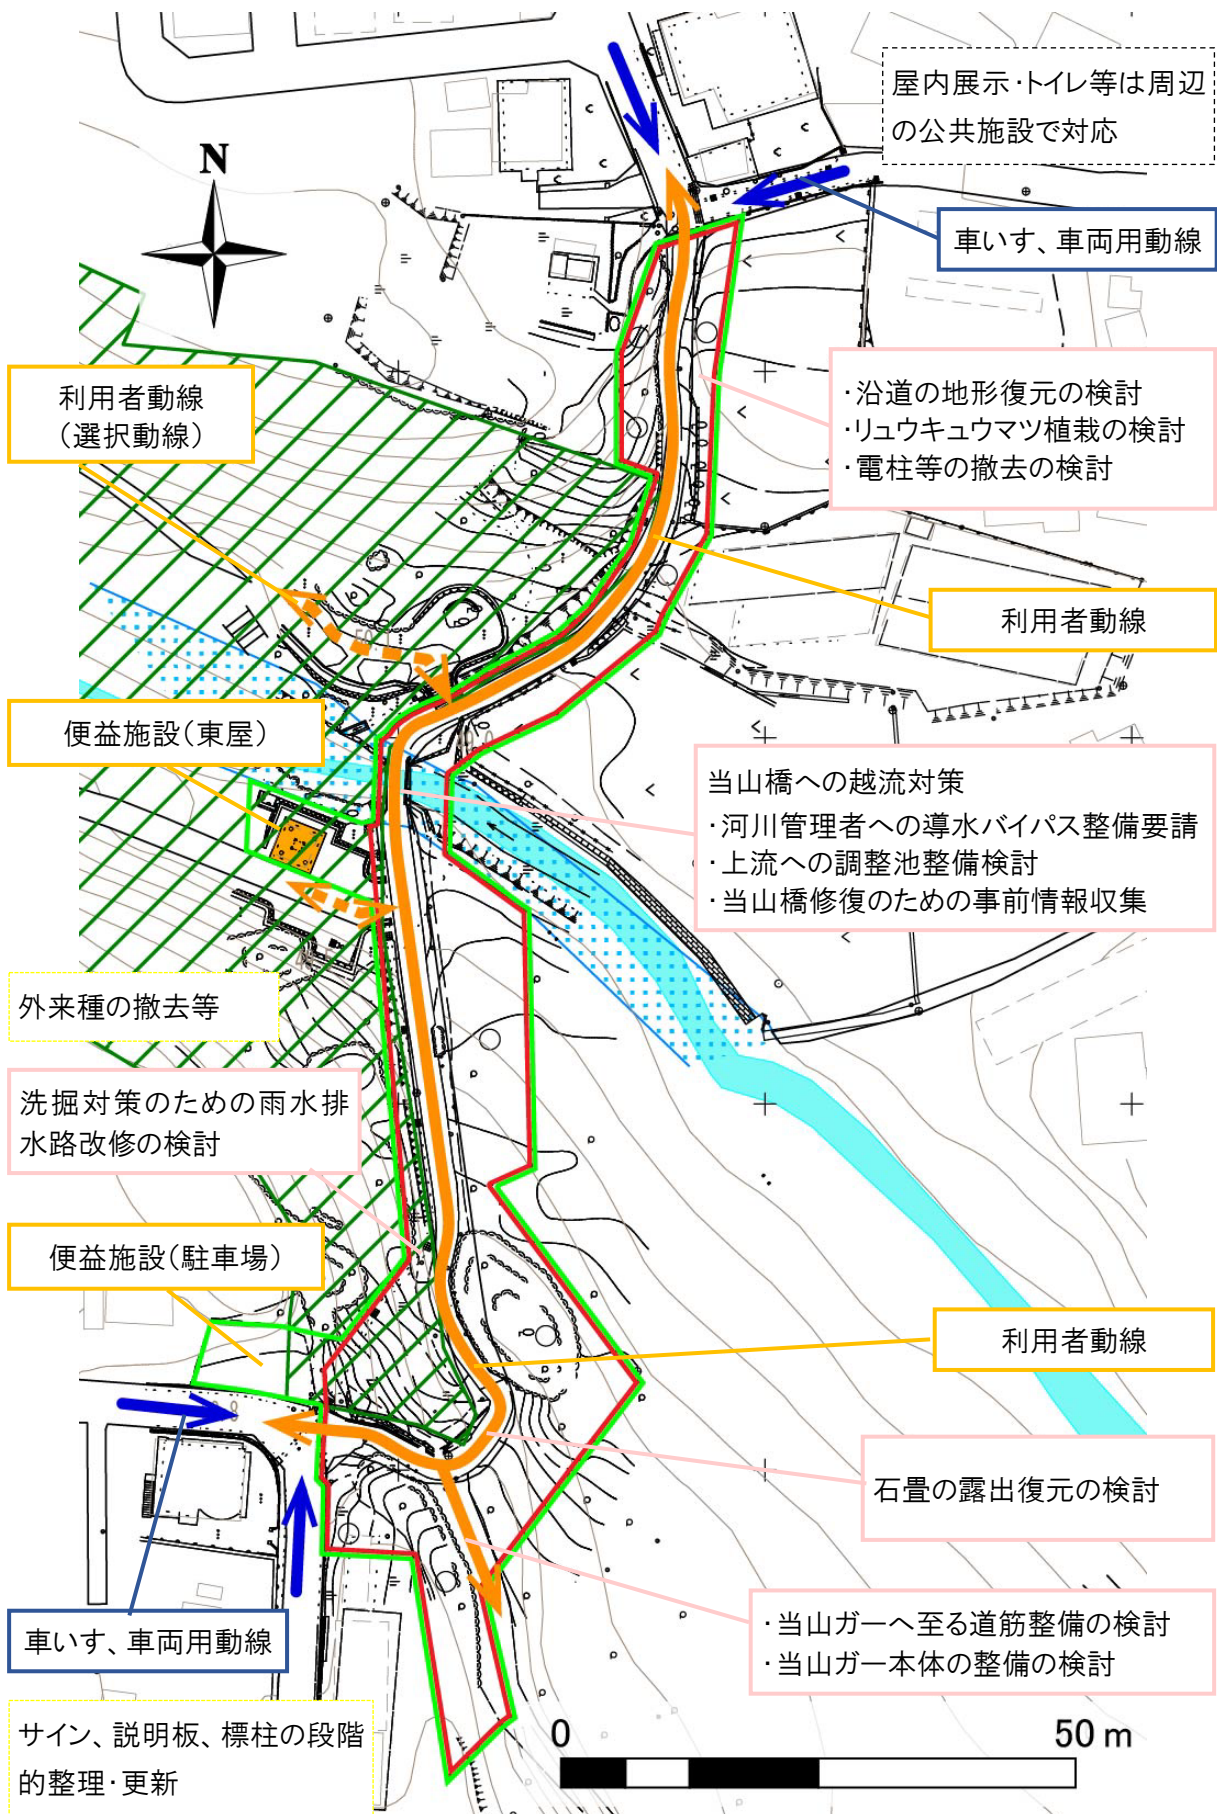 屋内展示・トイレ等は周辺
の公共施設で対応
N
車いす、車両用動線
・沿道の地形復元の検討
・リュウキュウマツ植栽の検討
・電柱等の撤去の検討
利用者動線
（選択動線）
利用者動線
便益施設（東屋）
当山橋への越流対策
・河川管理者への導水バイパス整備要請
・上流への調整池整備検討
・当山橋修復のための事前情報収集
外来種の撤去等
洗掘対策のための雨水排
水路改修の検討
便益施設（駐車場）
利用者動線
石畳の露出復元の検討
・当山ガーへ至る道筋整備の検討
・当山ガー本体の整備の検討
車いす、車両用動線
サイン、説明板、標柱の段階
的整理・更新
0
50 m